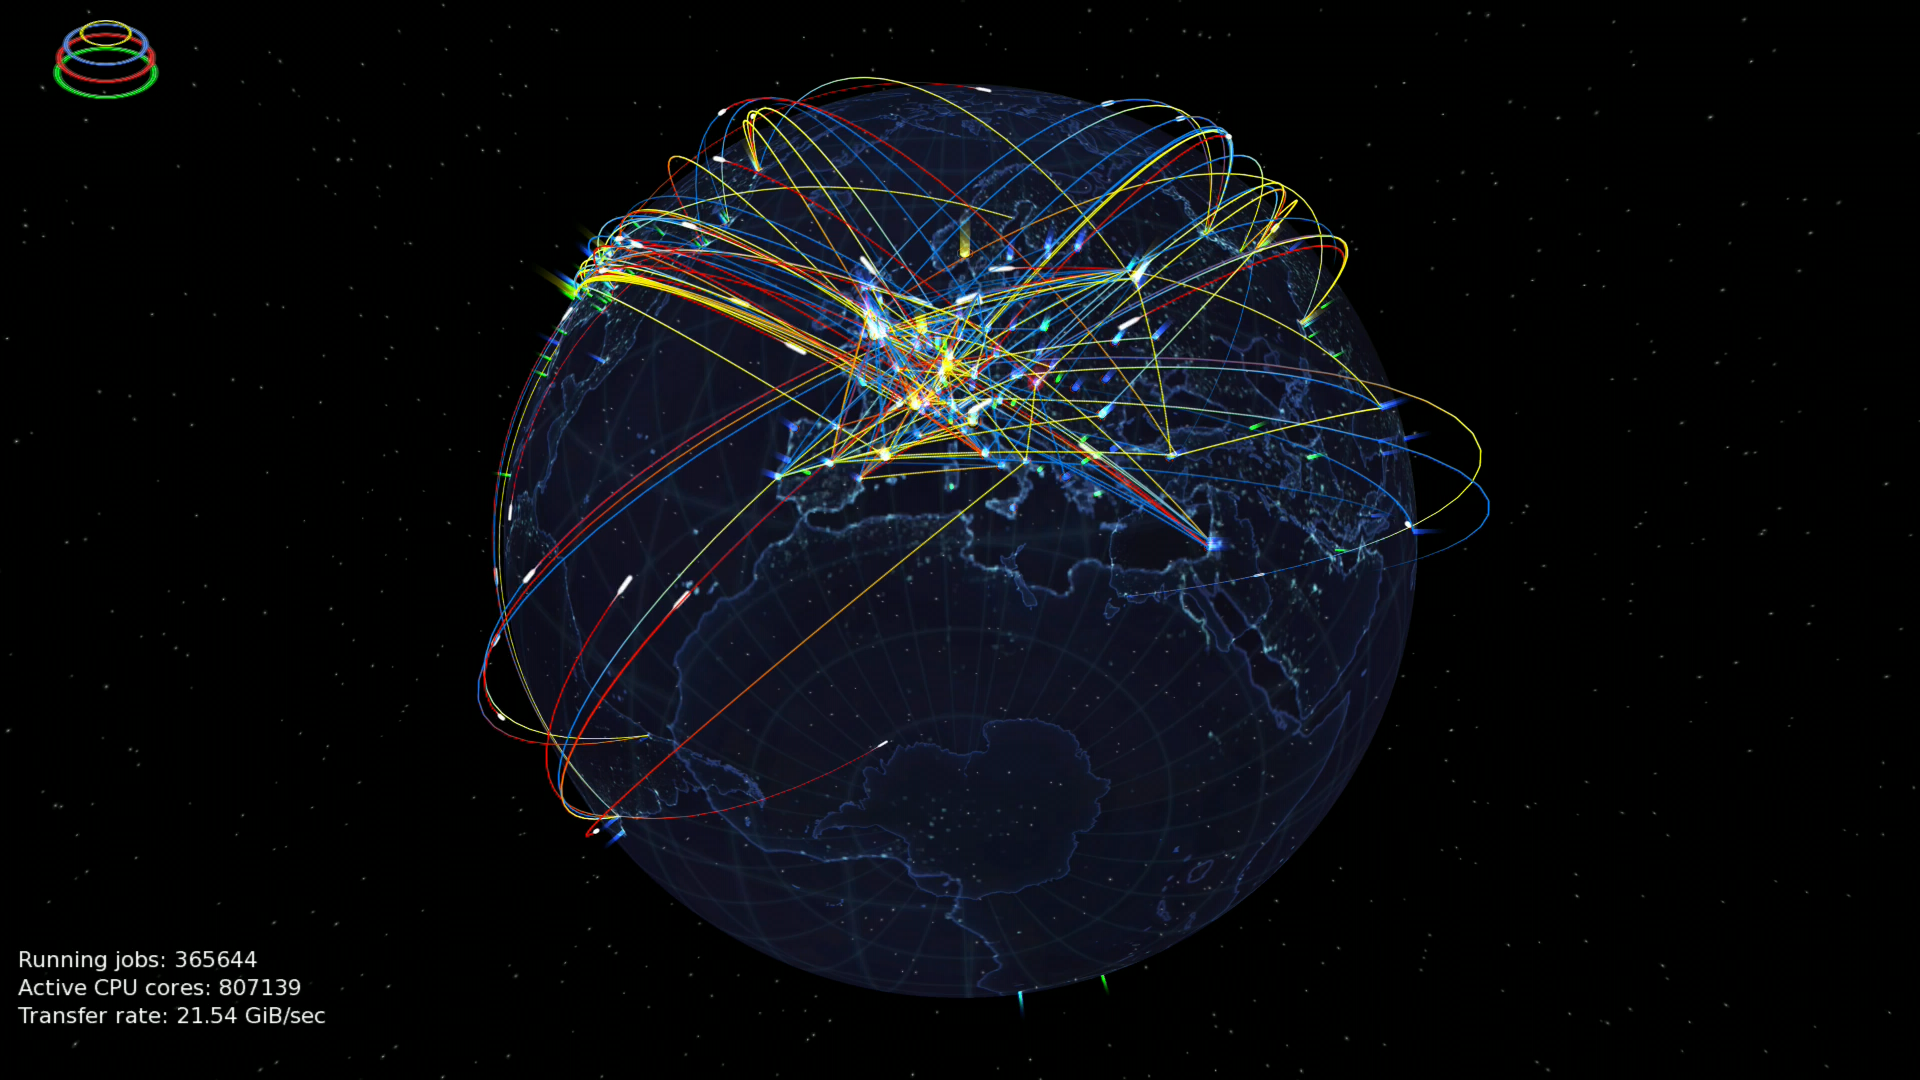 Running jobs: 365644
Active CPU cores: 807139
Transfer rate: 21.54 GiB/sec